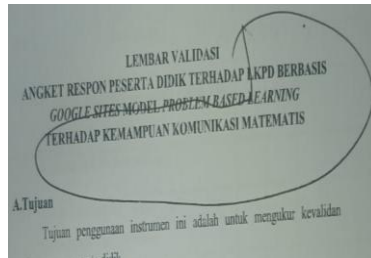 LEMBAR VALIDASI
ANGKET RESPON PESERTA DIDIK TERHADAP LKPD BERBASIS
GOOGLE SITES MODEL PROBLEM BASED LEARNING
TERHADAP KEMAMPUAN KOMUNIKASI MATEMATIS
A.Tujuan
Tujuan penggunaan instrumen ini adalah untuk mengukur kevalidan